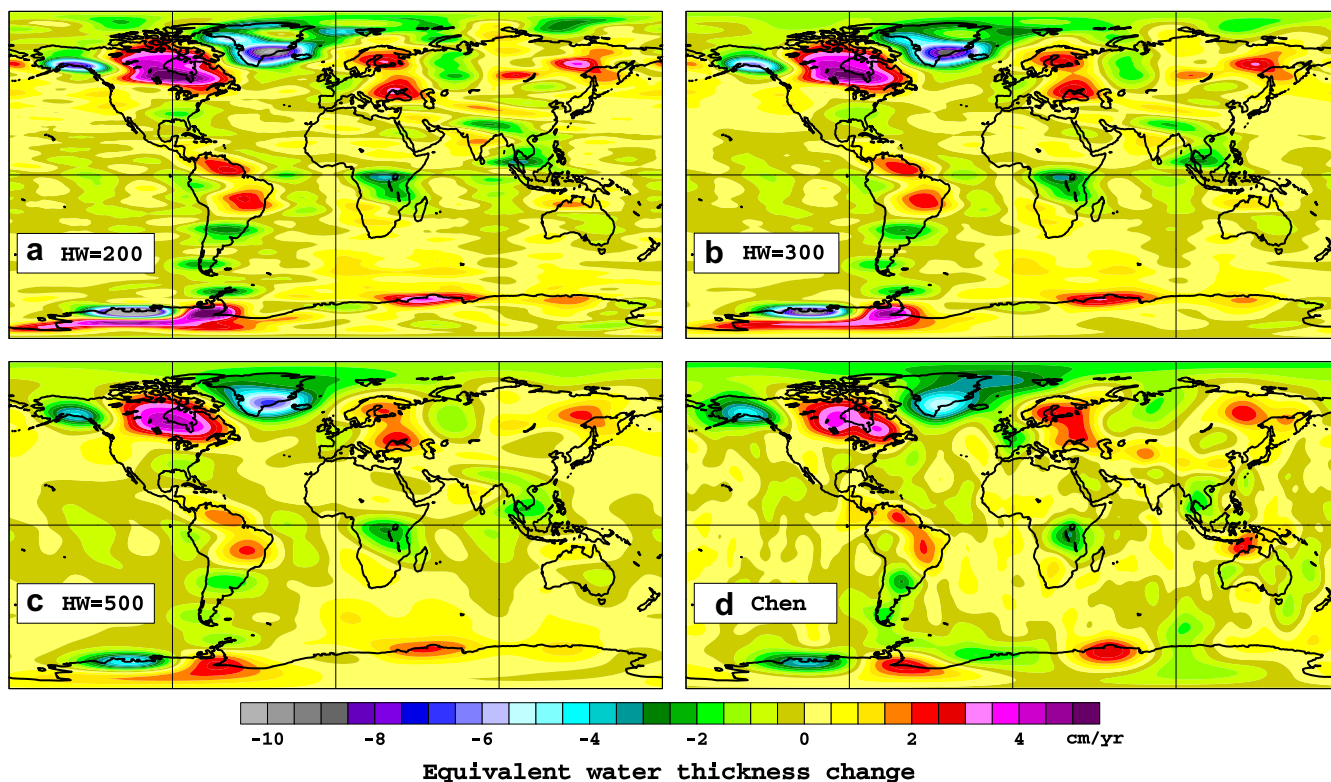 a HW=200
b HW=300
c HW=500
d Chen
-10 -8 -6 -4 -2 0 2 4 cm/yr
Equivalent water thickness change